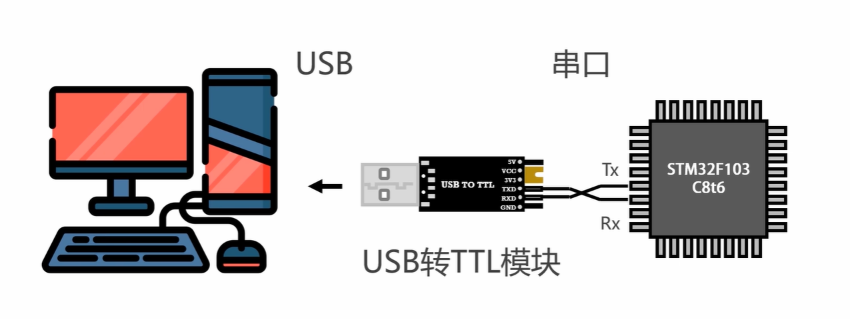 USB
串口
5V
VCC
3V3
TXD
RXD
GND
USB TO TTL
Tx
Rx
STM32F103
C8t6
USB转TTL模块